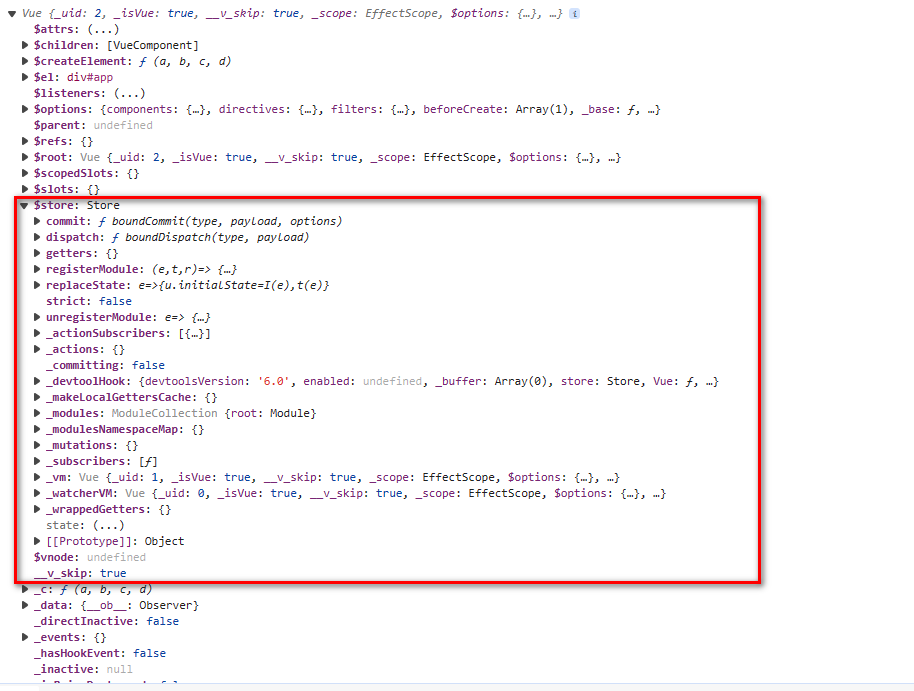 Vue {_uid: 2, _isVue: true, __v_skip: true, _scope: EffectScope, $options: {…}, …} i
$attrs: (...)
$children: [VueComponent]
$createElement: ƒ (a, b, c, d)
$el: div#app
$listeners: (...)
$options: {components: {…}, directives: {…}, filters: {…}, beforeCreate: Array(1), _base: ƒ, …}
$parent: undefined
$refs: {}
$root: Vue {_uid: 2, _isVue: true, __v_skip: true, _scope: EffectScope, $options: {…}, …}
$scopedSlots: {}
$slots: {}
$store: Store
commit: ƒ boundCommit(type, payload, options)
dispatch: ƒ boundDispatch(type, payload)
getters: {}
registerModule: (e,t,r)=> {…}
replaceState: e=>{u.initialState=I(e),t(e)}
strict: false
unregisterModule: e=> {…}
_actionSubscribers: [{…}]
_actions: {}
_committing: false
_devtoolHook: {devtoolsVersion: '6.0', enabled: undefined, _buffer: Array(0), store: Store, Vue: ƒ, …}
_makeLocalGettersCache: {}
_modules: ModuleCollection {root: Module}
_modulesNamespaceMap: {}
_mutations: {}
_subscribers: [ƒ]
_vm: Vue {_uid: 1, _isVue: true, __v_skip: true, _scope: EffectScope, $options: {…}, …}
_watcherVM: Vue {_uid: 0, _isVue: true, __v_skip: true, _scope: EffectScope, $options: {…}, …}
_wrappedGetters: {}
state: (...)
[[Prototype]]: Object
$vnode: undefined
__v_skip: true
_c: ƒ (a, b, c, d)
_data: {__ob__: Observer}
_directInactive: false
_events: {}
_hasHookEvent: false
_inactive: null